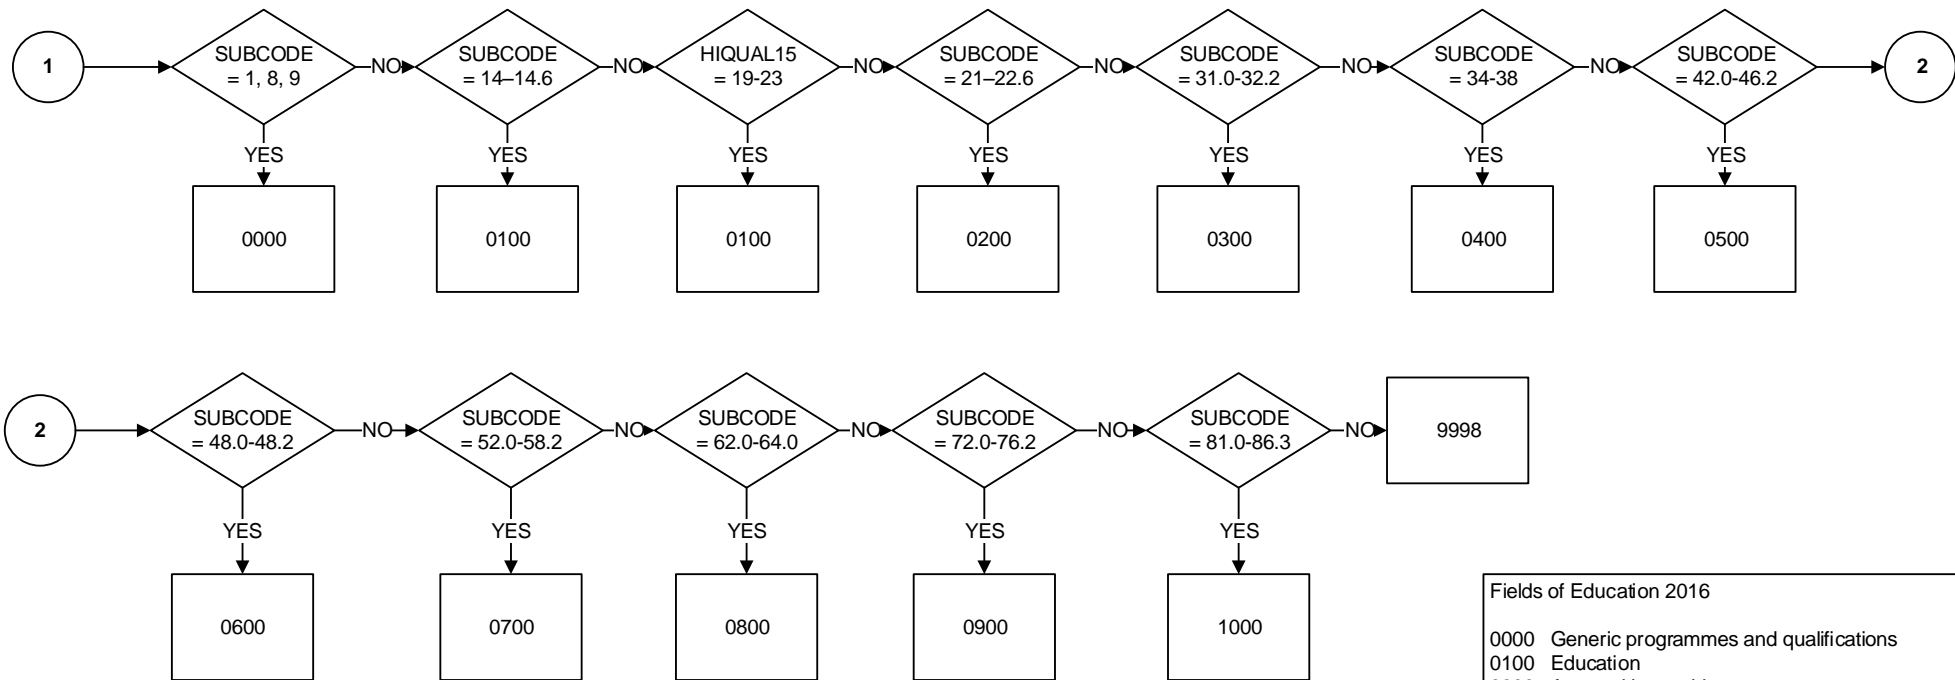 1
SUBCODE
= 1, 8, 9
NO
SUBCODE
= 14–14.6
NO
HIQUAL15
= 19-23
NO
SUBCODE
= 21–22.6
NO
SUBCODE
= 31.0-32.2
NO
SUBCODE
= 34-38
NO
SUBCODE
= 42.0-46.2
2
YES
YES
YES
YES
YES
YES
YES
0000
0100
0100
0200
0300
0400
0500
2
SUBCODE
= 48.0-48.2
NO
SUBCODE
= 52.0-58.2
NO
SUBCODE
= 62.0-64.0
NO
SUBCODE
= 72.0-76.2
NO
SUBCODE
= 81.0-86.3
NO
9998
YES
YES
YES
YES
YES
0600
0700
0800
0900
1000
Fields of Education 2016
0000 Generic programmes and qualifications
0100 Education